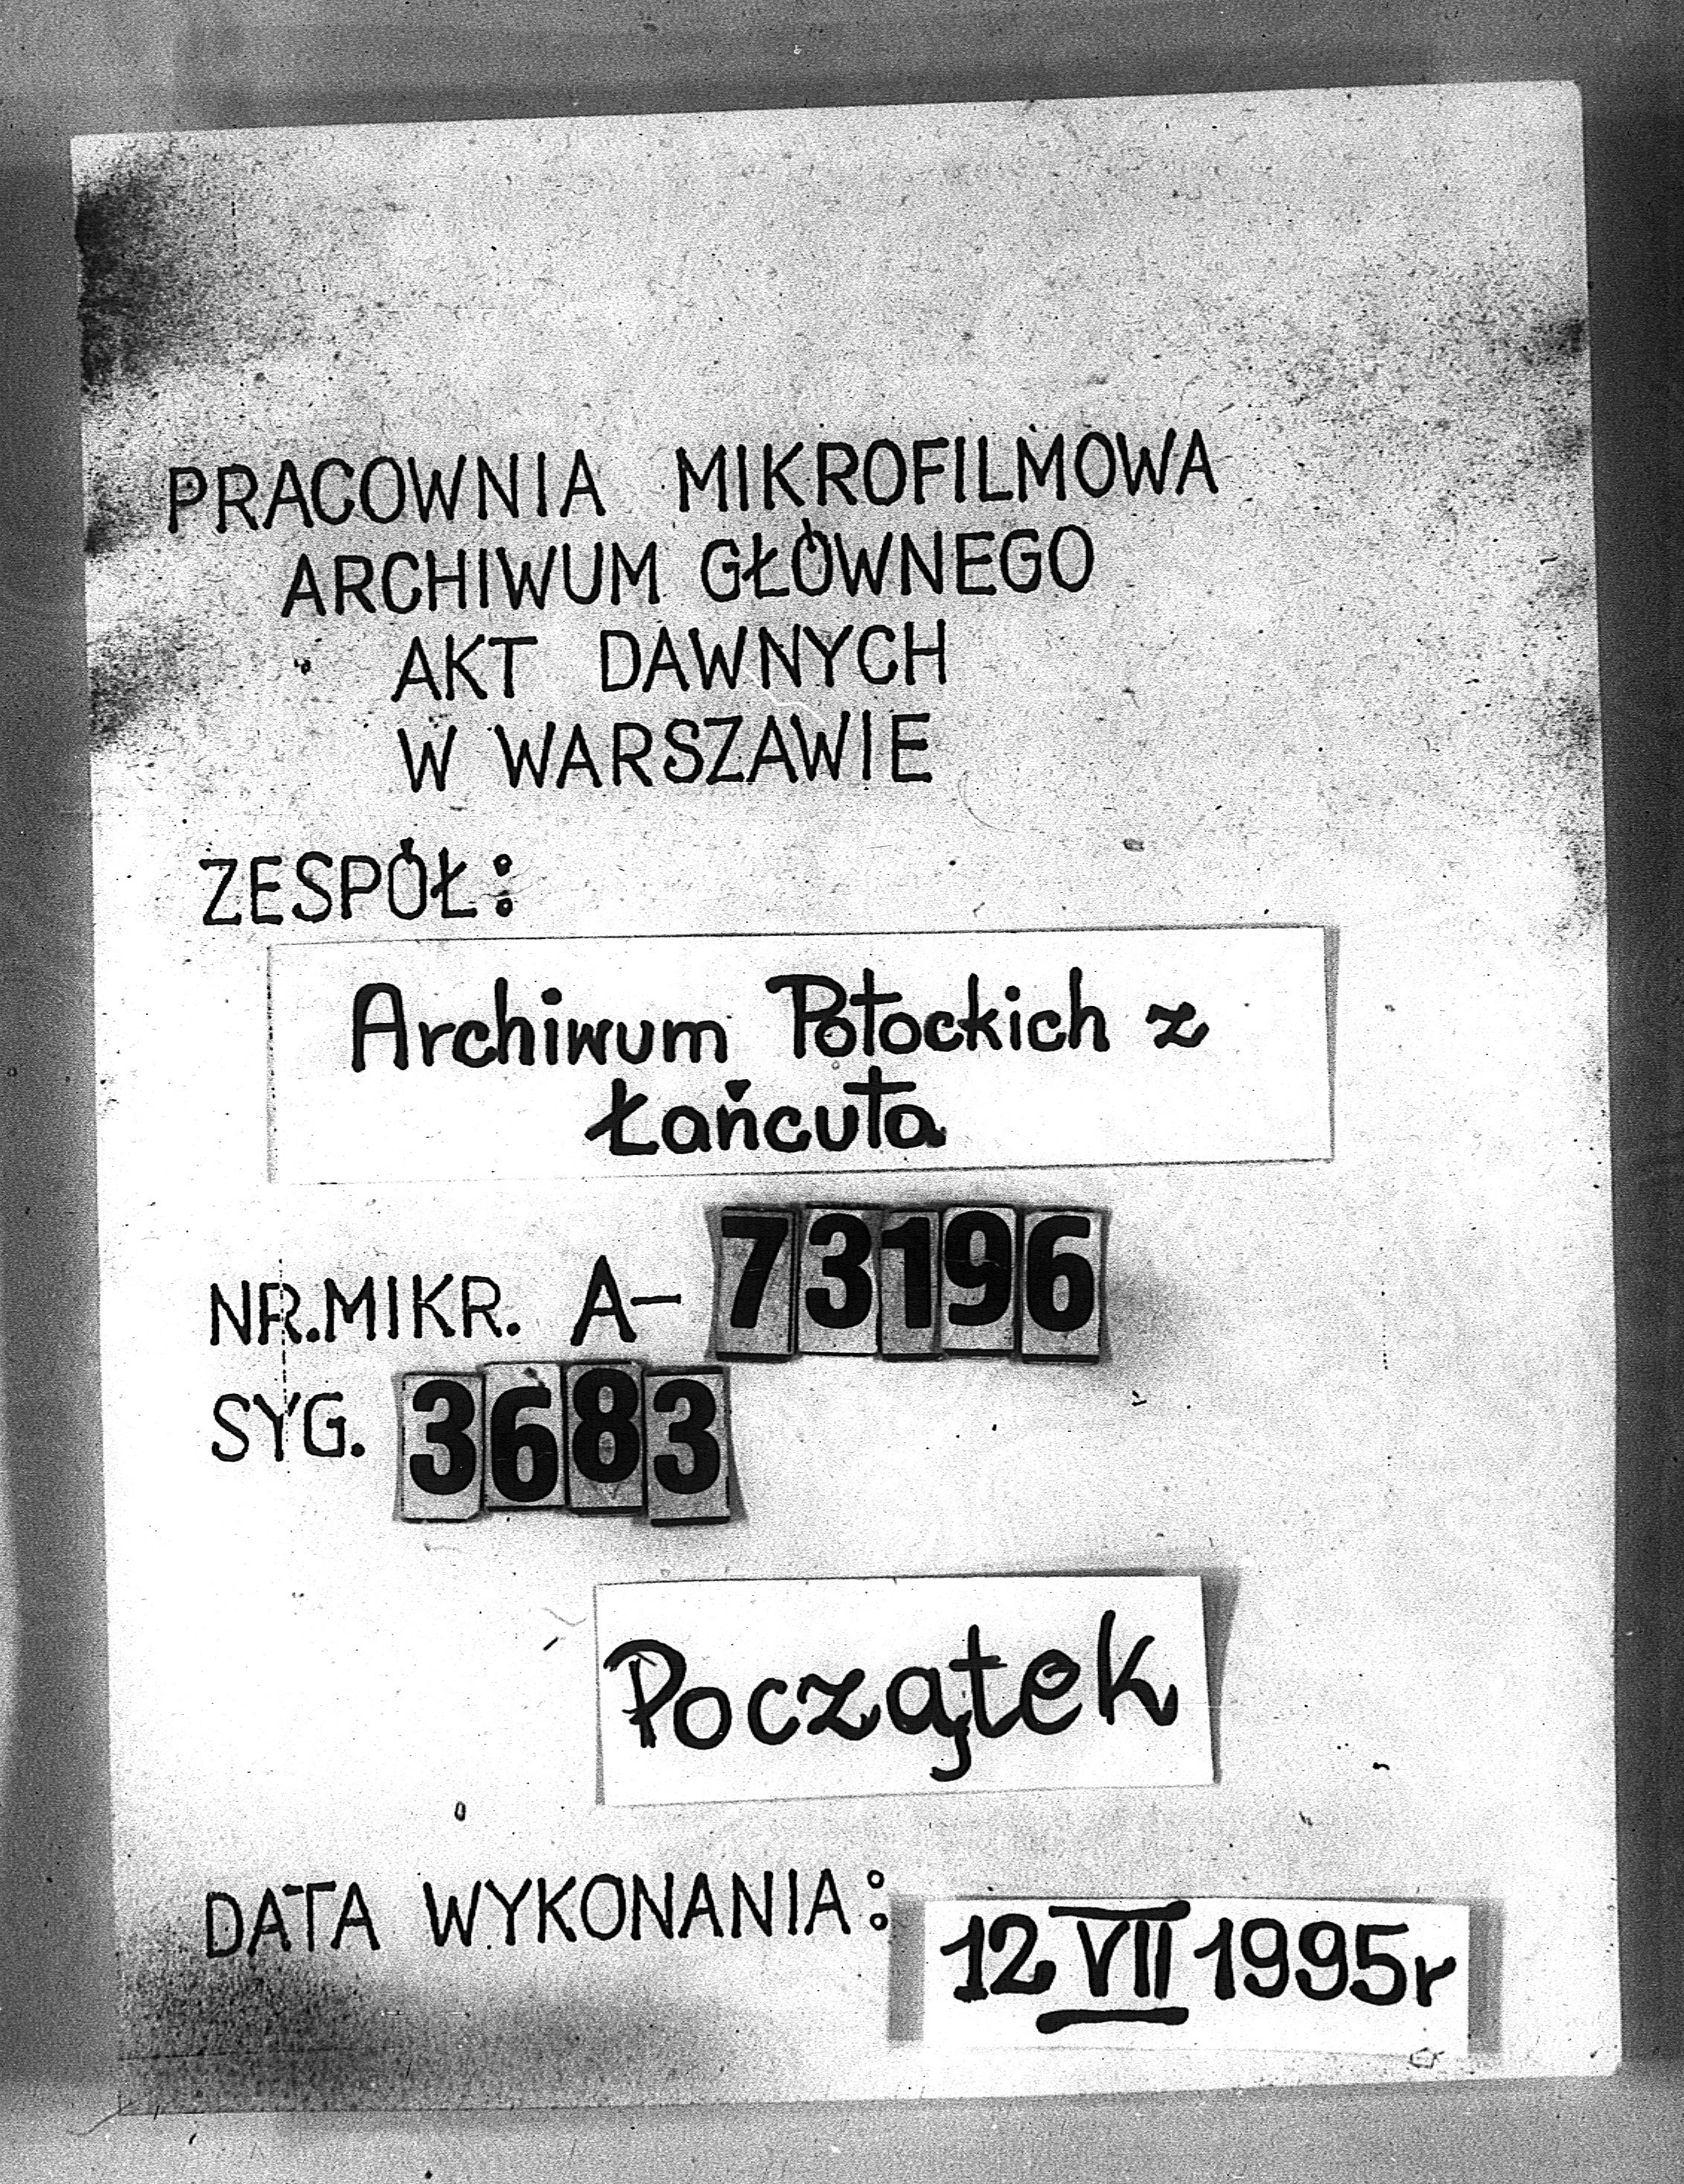 PRACOWNIA MIKROFILMOWA
ARCHIWUM GŁÓWNEGO
AKT DAWNYCH
W WARSZAWIE
ZESPÓŁ:
Archiwum Potockich z
Łańcuta
NR.MIKR. A- 73196
SYG. 3683
Początek
DATA WYKONANIA: 12 VII 1995r